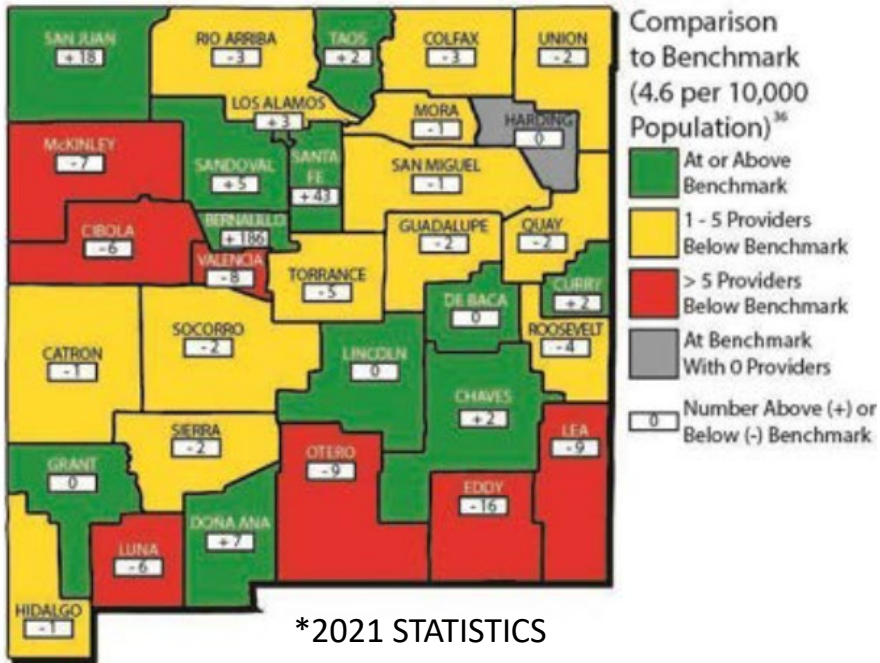 SAN JUAN
+ 18
RIO ARRIBA
- 3
TAOS
+ 2
COLFAX
- 3
UNION
- 2
LOS ALAMOS
+ 3
MORA
- 1
HARDING
0
McKINLEY
- 7
SANDOVAL
+ 5
SANTA
FE
+ 43
SAN MIGUEL
- 1
CIBOLA
- 6
BERNALILLO
+ 186
VALENCIA
- 8
TORRANCE
- 5
GUADALUPE
- 2
QUAY
- 2
CURRY
+ 2
DE BACA
0
ROOSEVELT
- 4
CATRON
- 1
SOCORRO
- 2
LINCOLN
0
CHAVES
+ 2
SIERRA
- 2
GRANT
0
OTERO
- 9
LEA
- 9
EDDY
- 16
DOÑA ANA
+ 7
LUNA
- 6
HIDALGO
- 1
Comparison
to Benchmark
(4.6 per 10,000
Population)³⁶
At or Above
Benchmark
1 - 5 Providers
Below Benchmark
> 5 Providers
Below Benchmark
At Benchmark
With 0 Providers
0
Number Above (+) or
Below (-) Benchmark
*2021 STATISTICS